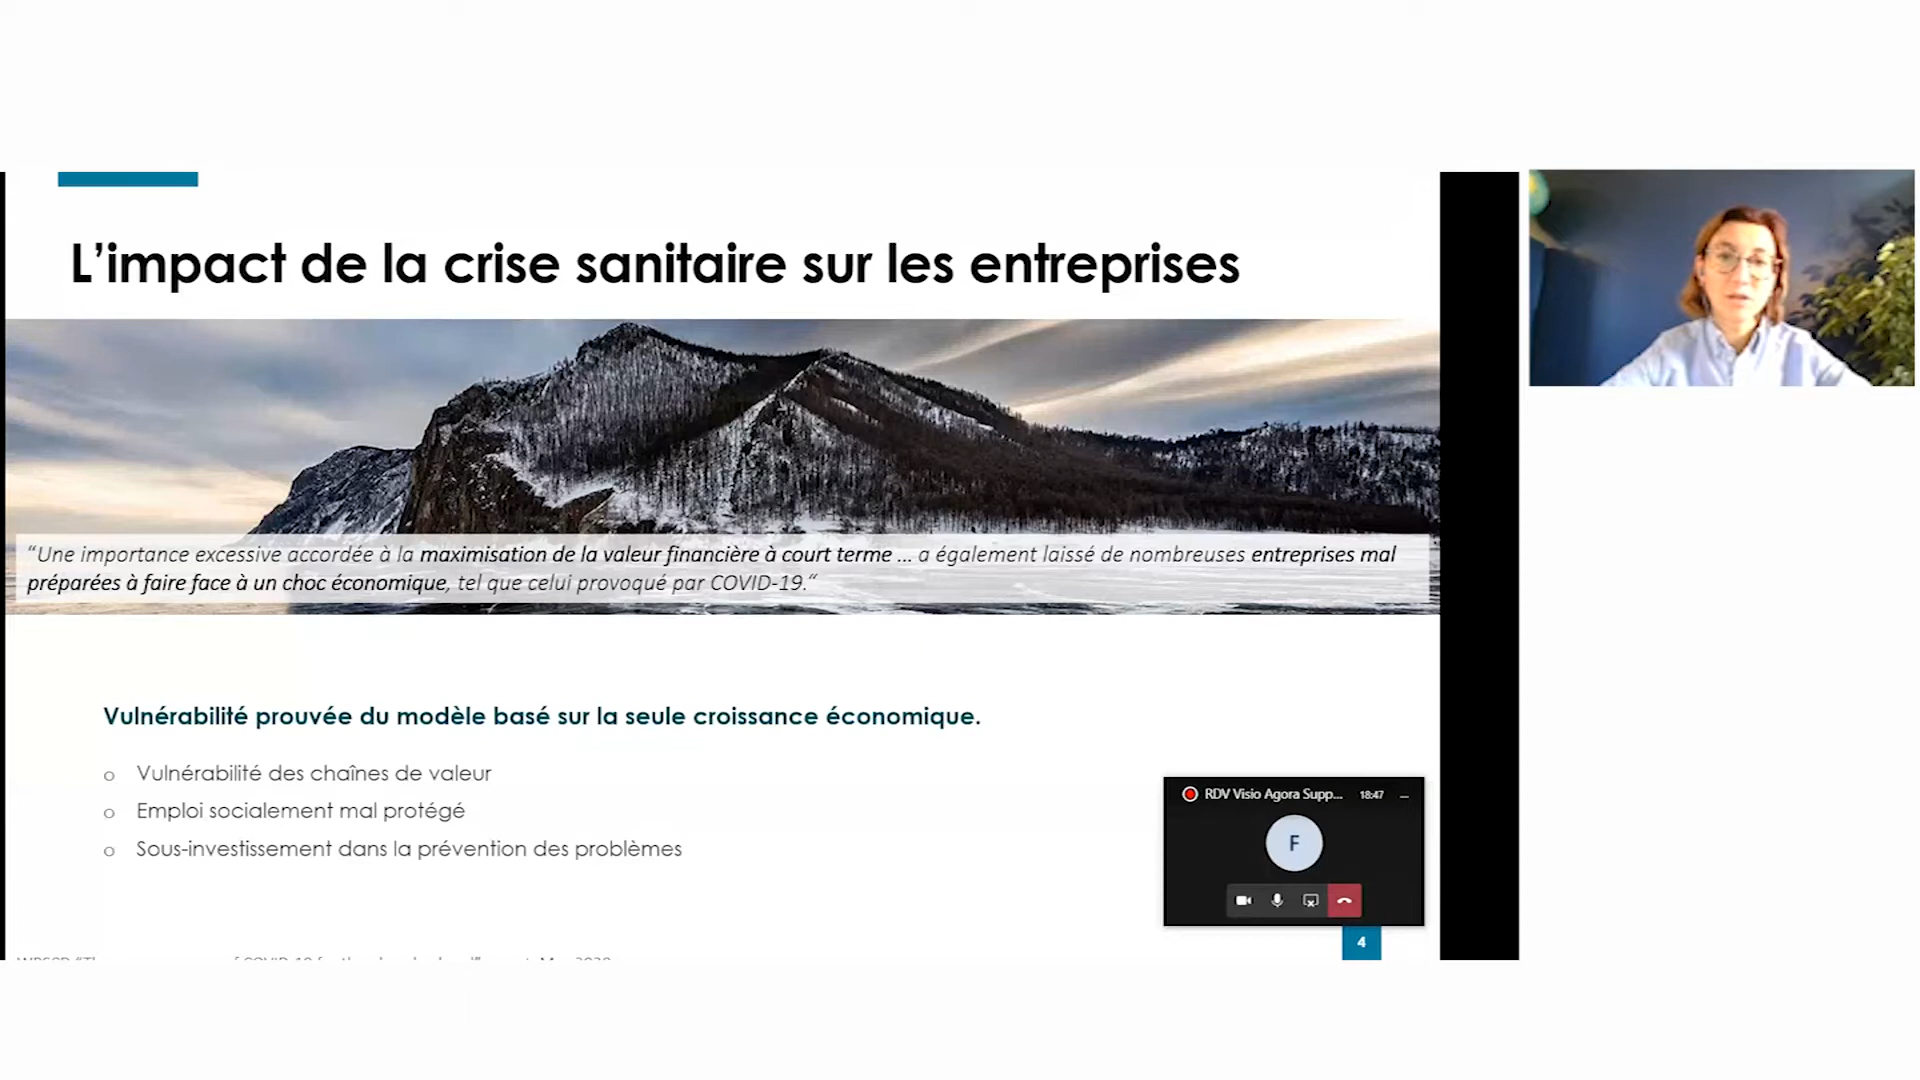 L'impact de la crise sanitaire sur les entreprises
“Une importance excessive accordée à la maximisation de la valeur financière à court terme ... a également laissé de nombreuses entreprises mal
préparées à faire face à un choc économique, tel que celui provoqué par COVID-19.“
Vulnérabilité prouvée du modèle basé sur la seule croissance économique.
o Vulnérabilité des chaînes de valeur
o Emploi socialement mal protégé
o Sous-investissement dans la prévention des problèmes
RDV Visio Agora Supp... 18:47
F
4